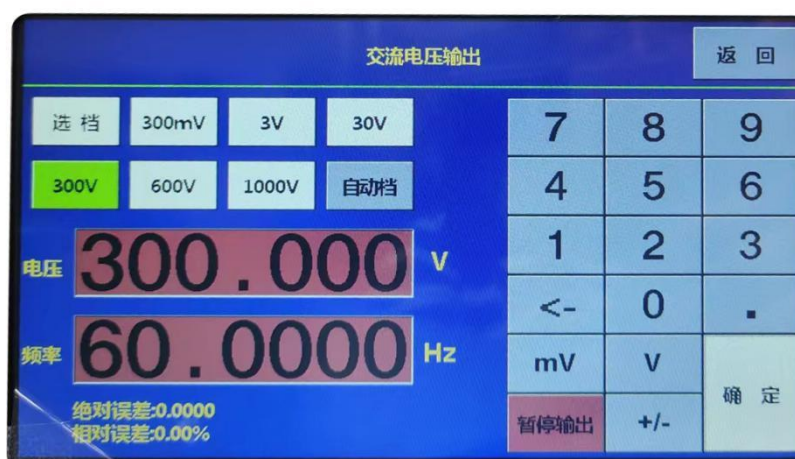 交流电压输出 返 回
选 档 300mV 3V 30V
300V 600V 1000V 自动档
电压 300.000 V
频率 60.0000 Hz
绝对误差:0.0000
相对误差:0.00%
7 8 9
4 5 6
1 2 3
<- 0 .
mV V
确 定
暂停输出 +/-